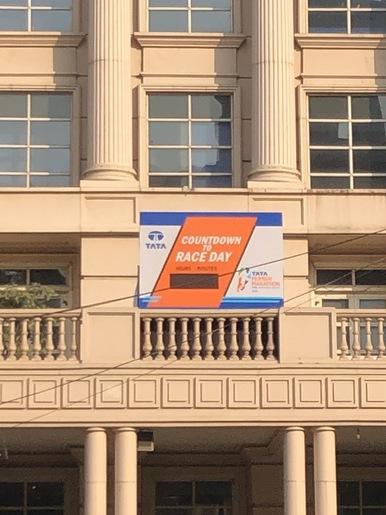 TATA
COUNTDOWN
TO
RACE DAY
HOURS MINUTES
TATA
MUMBAI
MARATHON